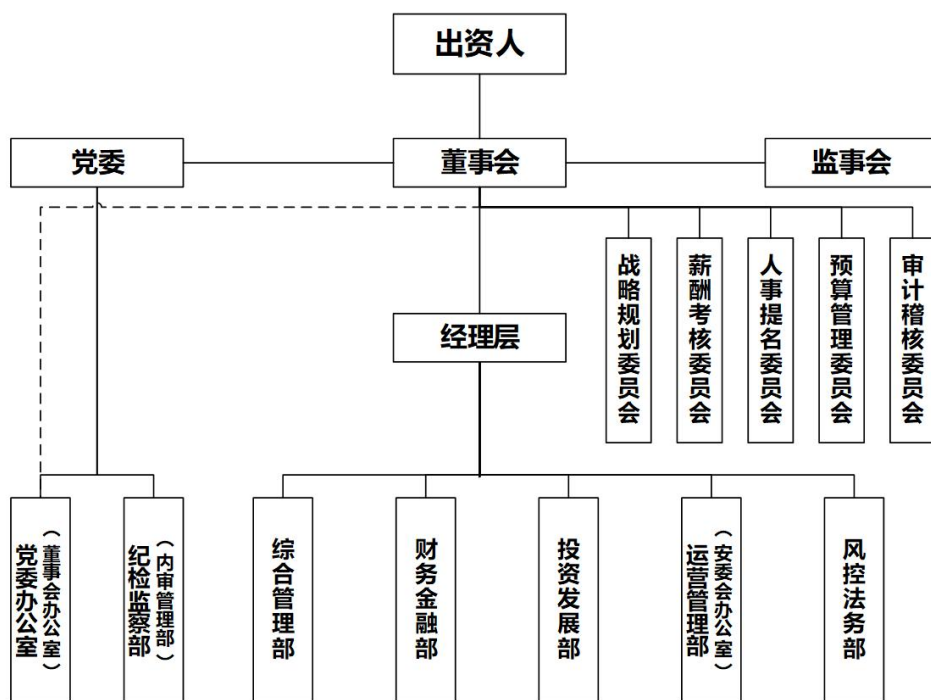 出资人
党委
董事会
监事会
战略规划委员会
薪酬考核委员会
人事提名委员会
预算管理委员会
审计稽核委员会
经理层
党委办公室
（董事会办公室）
纪检监察部
（内审管理部）
综合管理部
财务金融部
投资发展部
运营管理部
（安委会办公室）
风控法务部